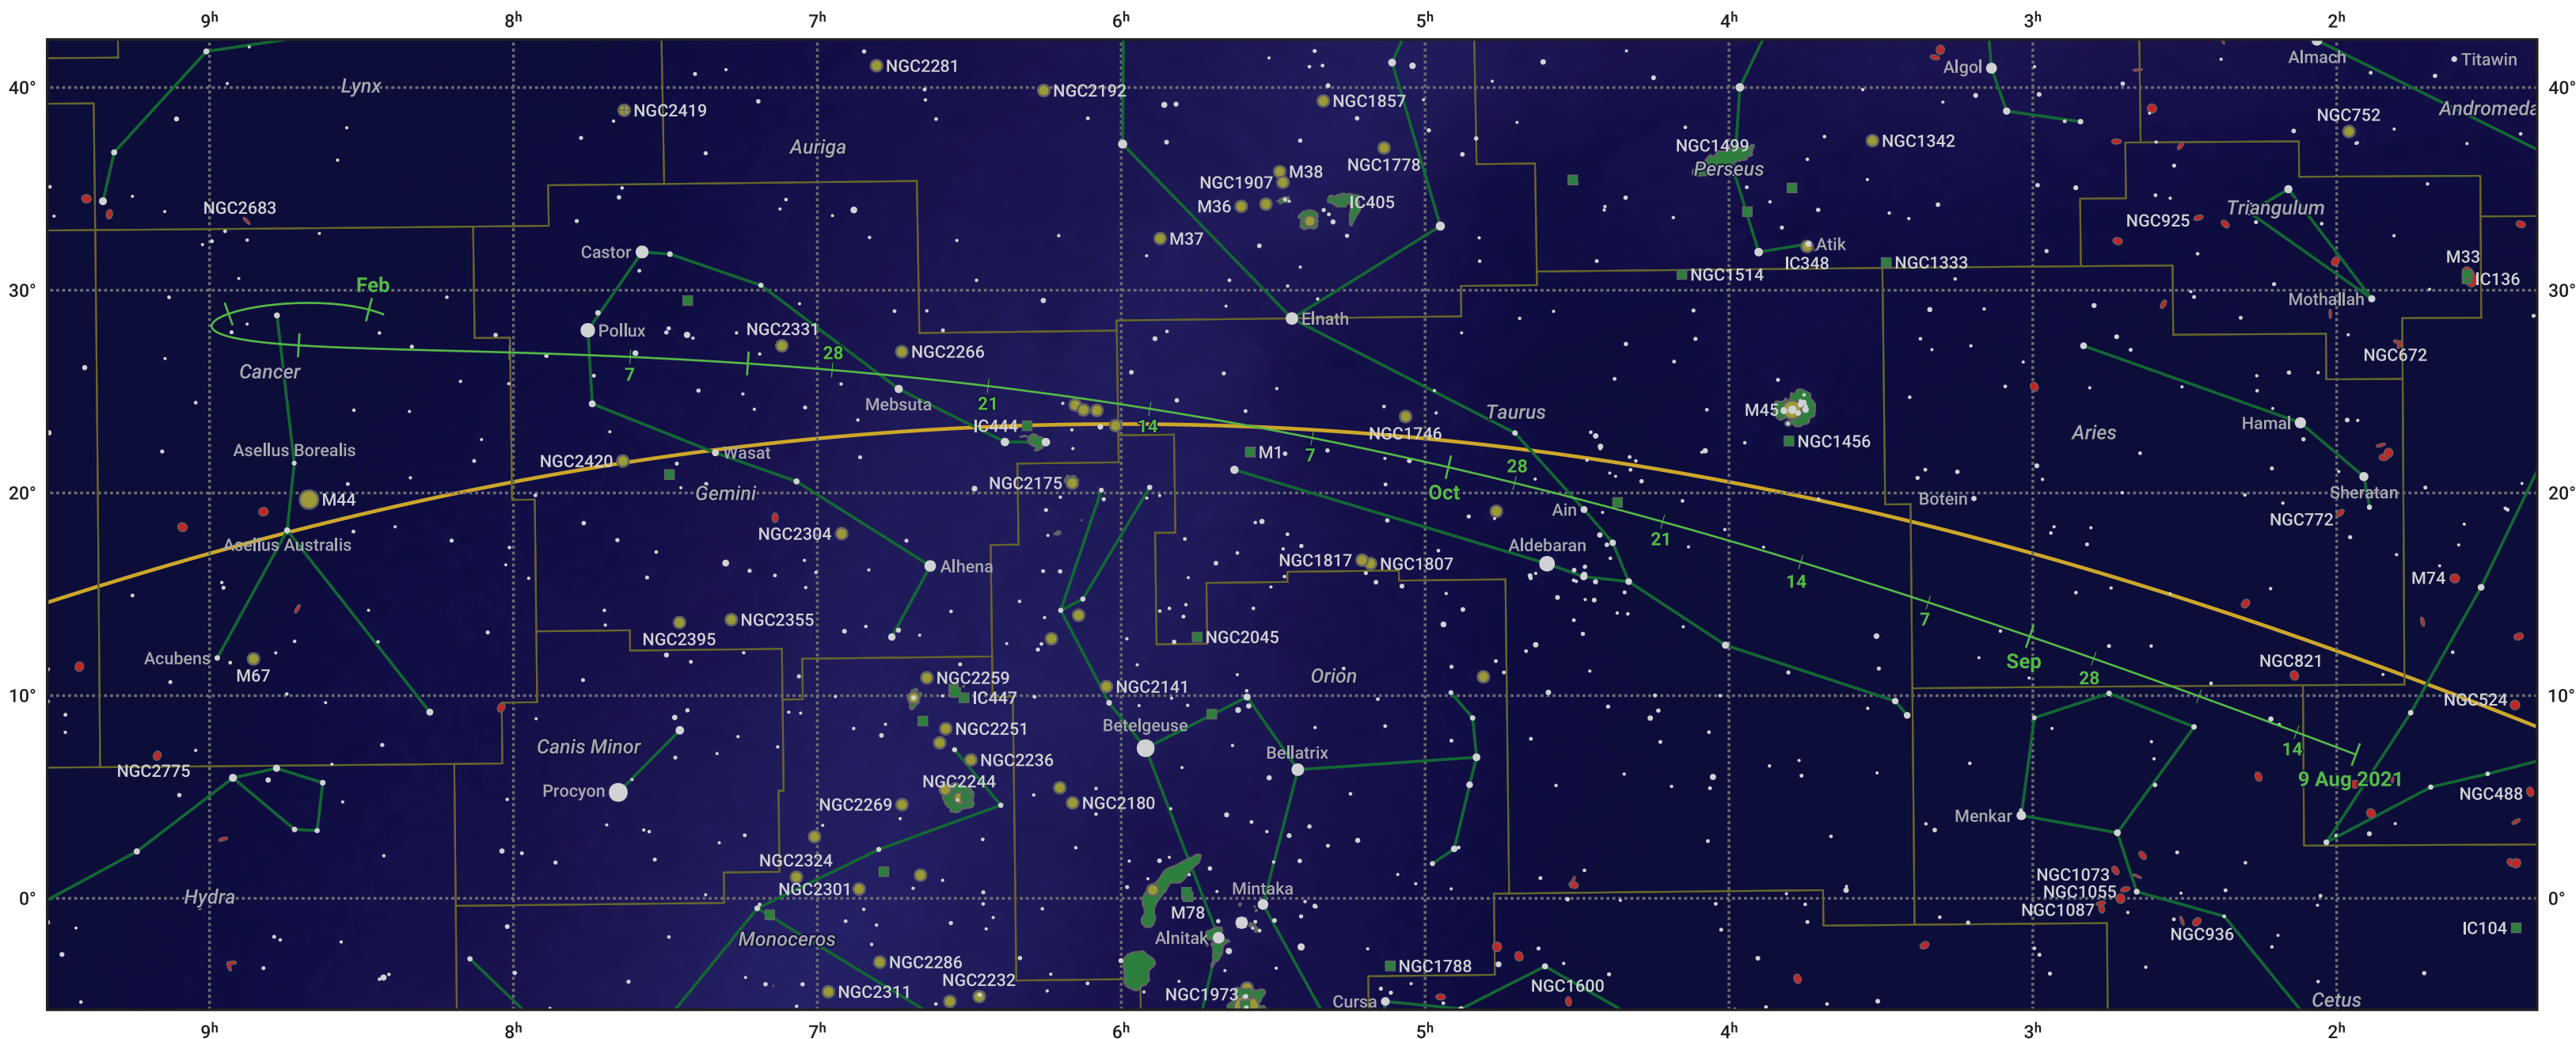 9h 8h 7h 6h 5h 4h 3h 2h
Almach
Titawin
NGC2281
Algol
Lynx
40° 40°
NGC2192
NGC1857
Andromeda
NGC2419
NGC752
Auriga
NGC1342
NGC1499
NGC1778
Perseus
M38
NGC1907
NGC2683
M36
IC405
Triangulum
NGC925
M37
Atik
Castor
IC348
M33
NGC1333
NGC1514
IC136
Feb
30° 30°
Mothallah
Elnath
Pollux
NGC2331
28
NGC2266
NGC672
Cancer
7
21
Mebsuta
M45
Taurus
Hamal
IC444
14
NGC1746
Aries
NGC1456
Asellus Borealis
Wasat
M1
7
NGC2420
28
NGC2175
Oct
Gemini
20° 20°
M44
Botein
Sheratan
Ain
NGC772
NGC2304
21
Asellus Australis
Aldebaran
NGC1817
NGC1807
Alhena
M74
14
NGC2355
7
NGC2395
NGC2045
Acubens
Sep
NGC821
M67
Orion
28
NGC2259
NGC2141
10° 10°
IC447
NGC524
Betelgeuse
NGC2251
Canis Minor
Bellatrix
14
NGC2236
NGC2775
9 Aug 2021
NGC2244
Procyon
NGC488
NGC2269
NGC2180
Menkar
NGC2324
NGC1073
NGC2301
Mintaka
NGC1055
Hydra
0° 0°
NGC1087
M78
IC104
NGC936
Monoceros
Alnitak
NGC2286
NGC1788
NGC2232
NGC1600
NGC2311
NGC1973
Cursa
Cetus
9h 8h 7h 6h 5h 4h 3h 2h